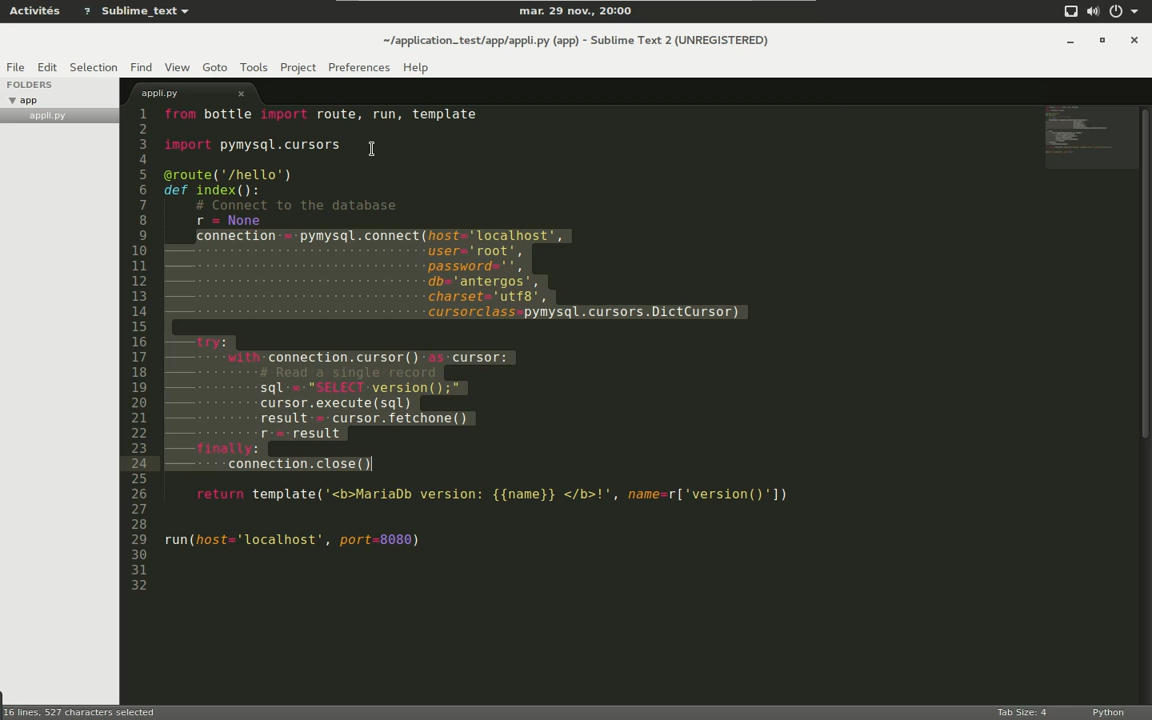 Activités ? Sublime_text mar. 29 nov., 20:00
~/application_test/app/appli.py (app) - Sublime Text 2 (UNREGISTERED)
File Edit Selection Find View Goto Tools Project Preferences Help
FOLDERS
app
appli.py
appli.py
1 from bottle import route, run, template
2
3 import pymysql.cursors
4
5 @route('/hello')
6 def index():
7 # Connect to the database
8 r = None
9 connection = pymysql.connect(host='localhost',
10 user='root',
11 password='',
12 db='antergos',
13 charset='utf8',
14 cursorclass=pymysql.cursors.DictCursor)
15
16 try:
17 with connection.cursor() as cursor:
18 # Read a single record
19 sql = "SELECT version();"
20 cursor.execute(sql)
21 result = cursor.fetchone()
22 r = result
23 finally:
24 connection.close()
25
26 return template('<b>MariaDb version: {{name}} </b>!', name=r['version()'])
27
28
29 run(host='localhost', port=8080)
30
31
32
16 lines, 527 characters selected Tab Size: 4 Python